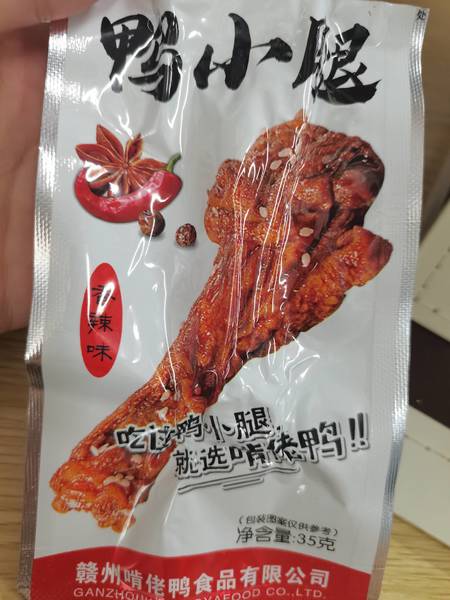 鸭小腿
香辣味
吃过鸭小腿
就选啃佬鸭!!
(包装图案仅供参考)
净含量:35克
赣州啃佬鸭食品有限公司
CO.,LTD.